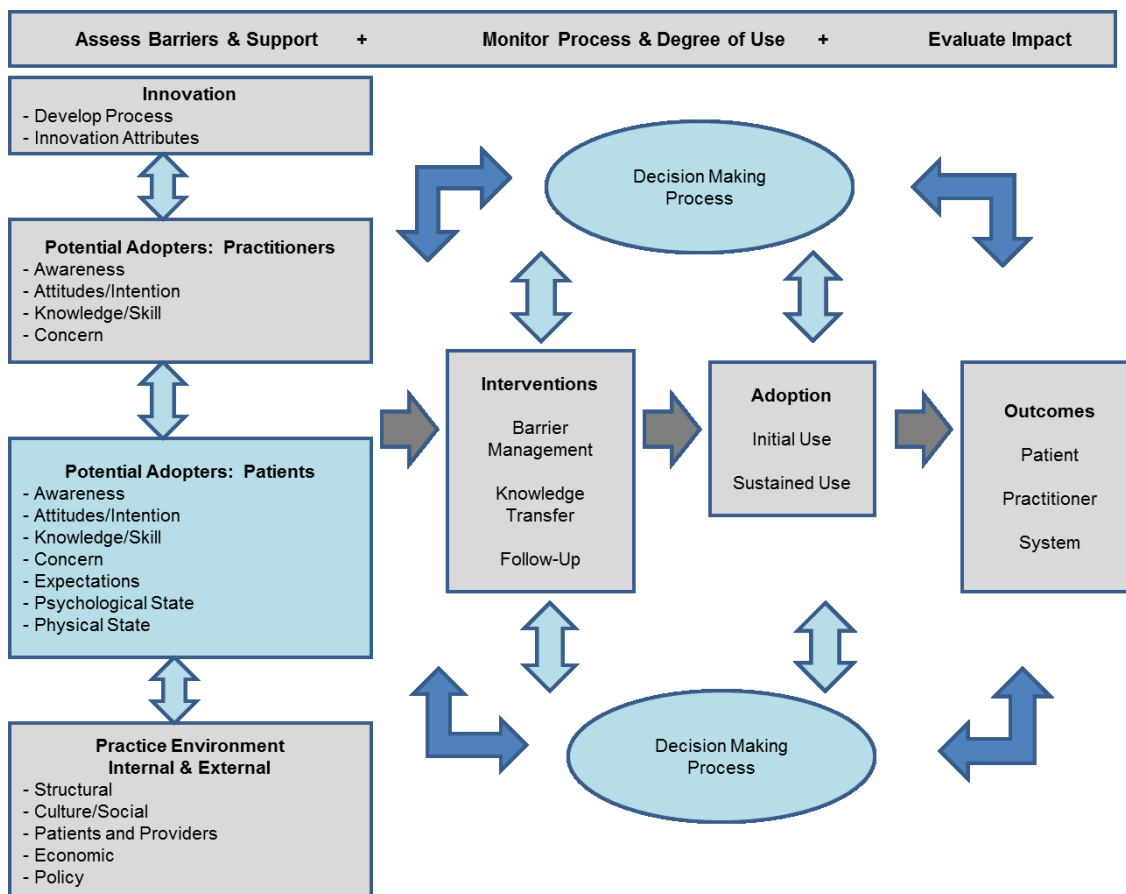 Assess Barriers & Support + Monitor Process & Degree of Use + Evaluate Impact
Innovation
- Develop Process
- Innovation Attributes
Potential Adopters: Practitioners
- Awareness
- Attitudes/Intention
- Knowledge/Skill
- Concern
Potential Adopters: Patients
- Awareness
- Attitudes/Intention
- Knowledge/Skill
- Concern
- Expectations
- Psychological State
- Physical State
Practice Environment
Internal & External
- Structural
- Culture/Social
- Patients and Providers
- Economic
- Policy
Decision Making
Process
Interventions
Barrier
Management
Knowledge
Transfer
Follow-Up
Adoption
Initial Use
Sustained Use
Outcomes
Patient
Practitioner
System
Decision Making
Process